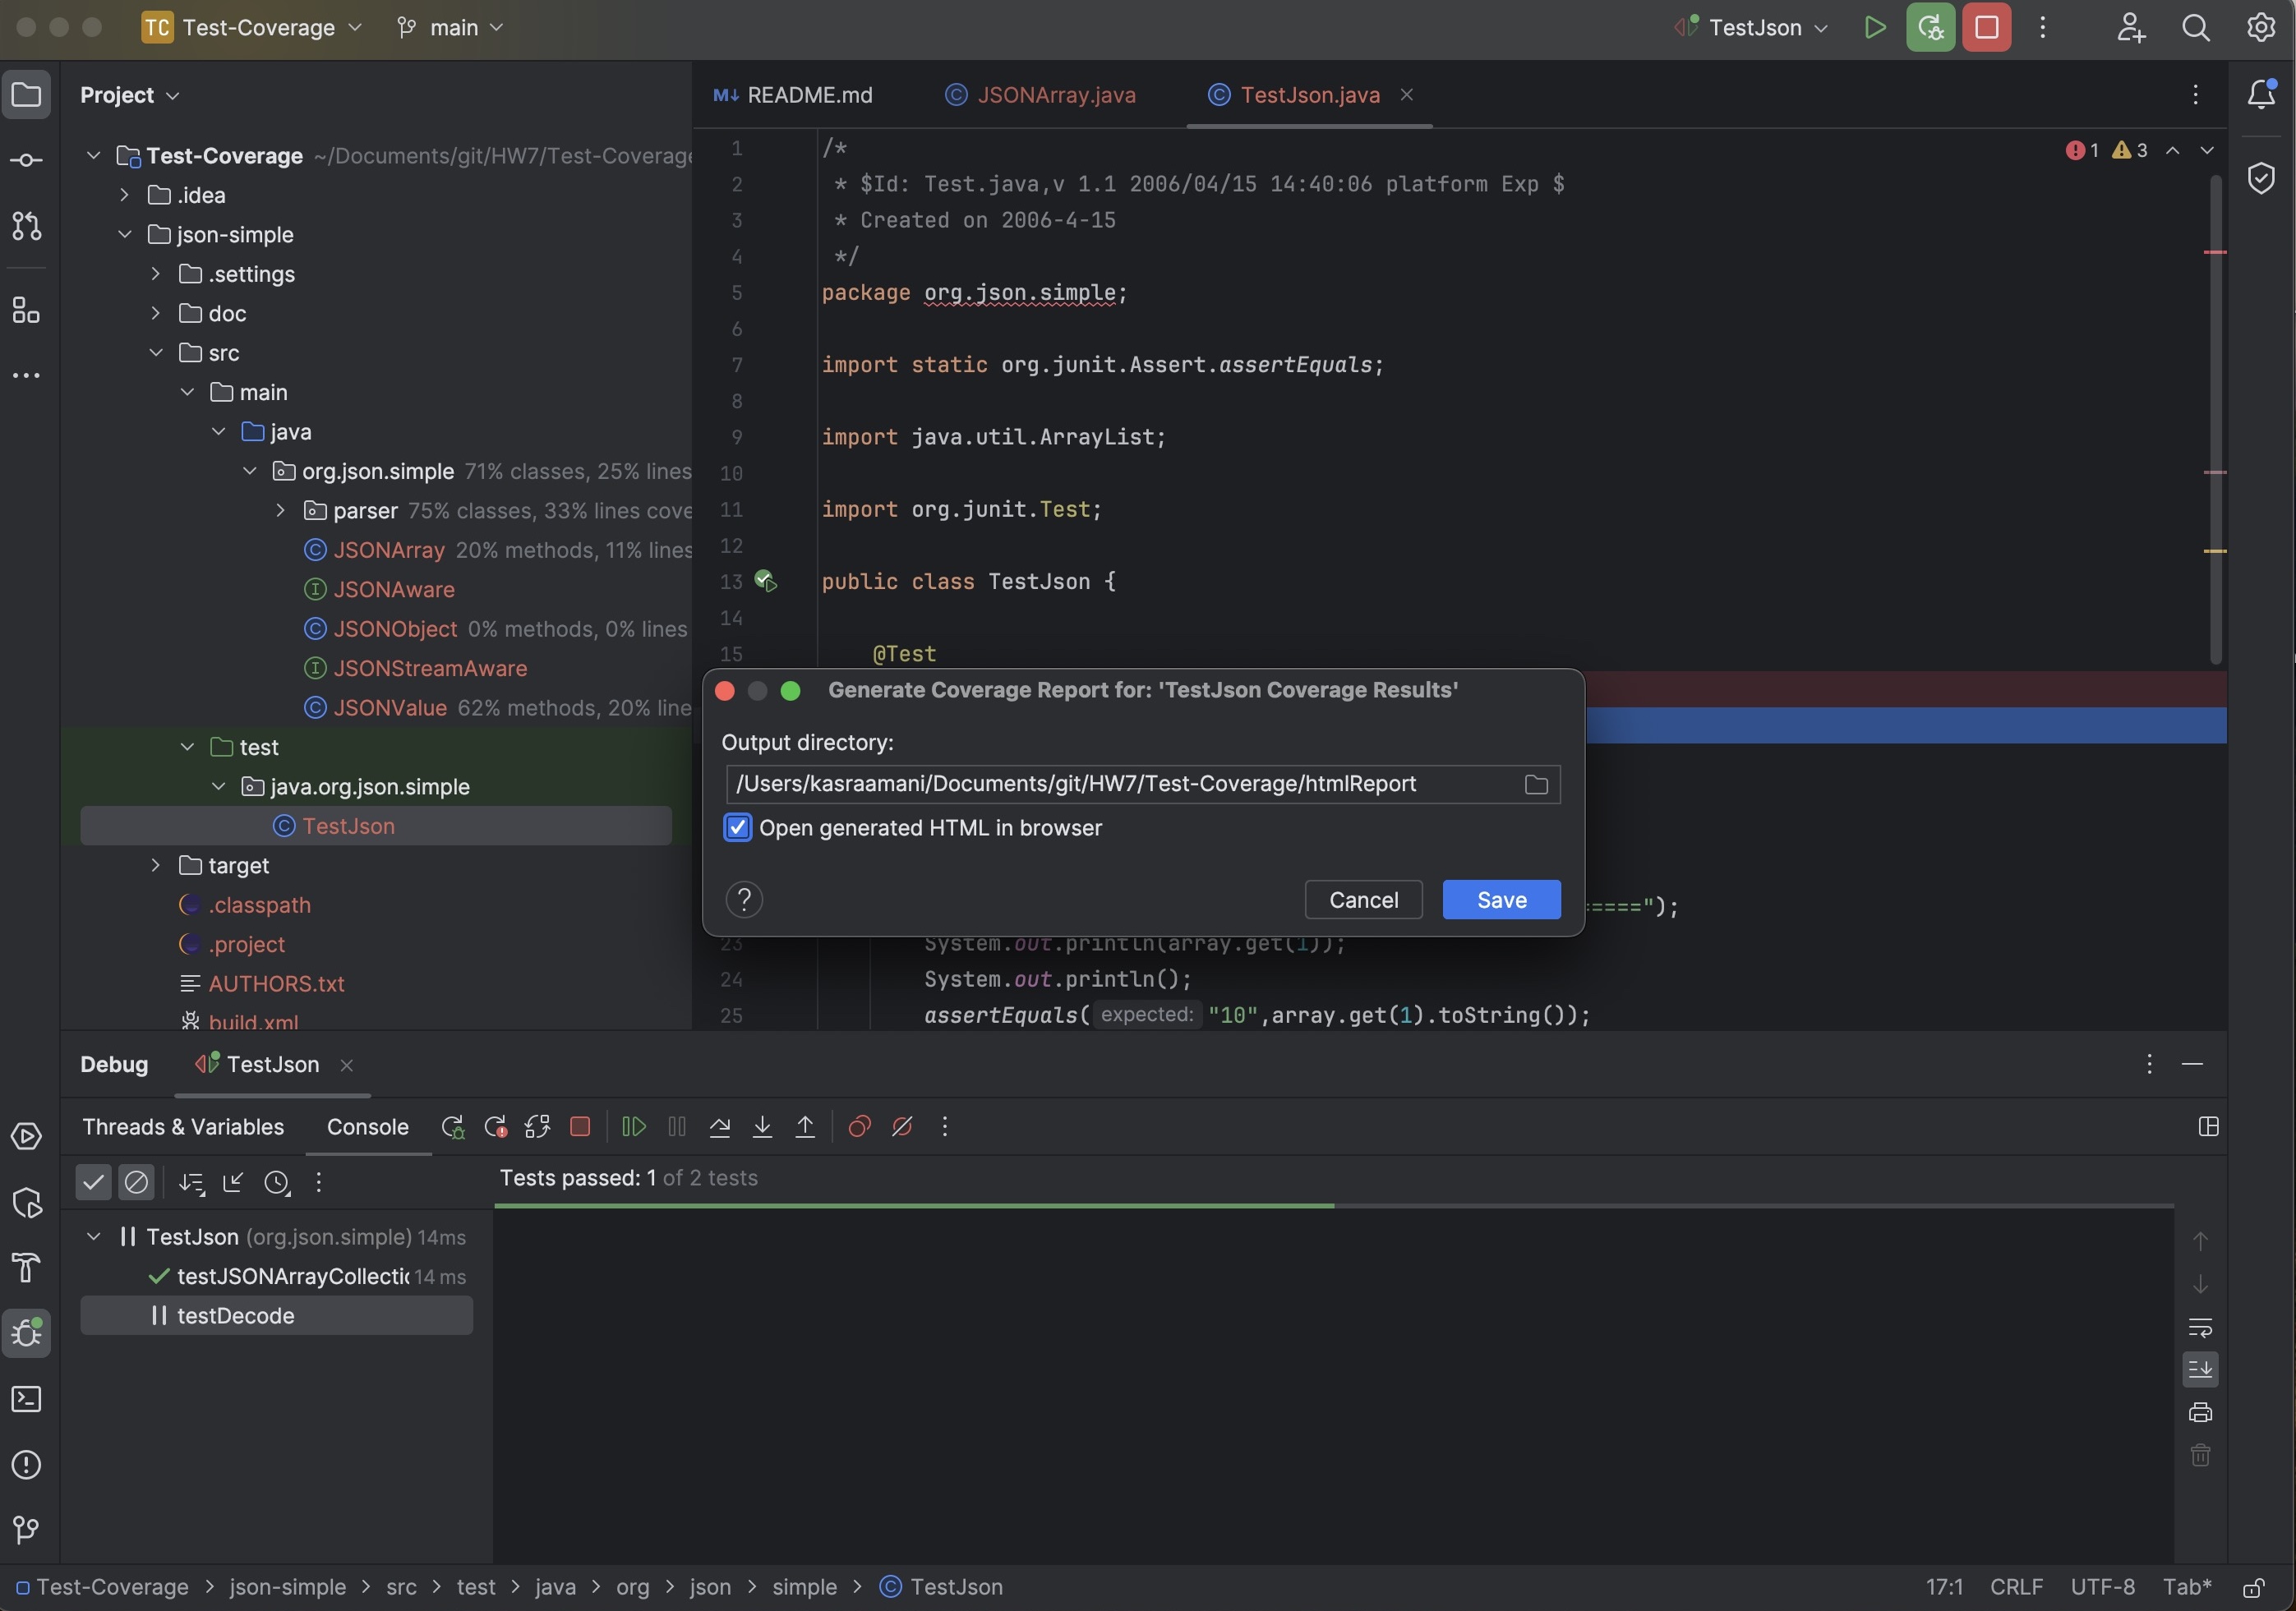 TC Test-Coverage main TestJson
Project
Test-Coverage ~/Documents/git/HW7/Test-Coverage
.idea
json-simple
.settings
doc
src
main
java
org.json.simple 71% classes, 25% lines
parser 75% classes, 33% lines cove
JSONArray 20% methods, 11% lines
JSONAware
JSONObject 0% methods, 0% lines
JSONStreamAware
JSONValue 62% methods, 20% line
test
java.org.json.simple
TestJson
target
.classpath
.project
AUTHORS.txt
build.xml
README.md JSONArray.java TestJson.java
1 3
1 /*
2 * $Id: Test.java,v 1.1 2006/04/15 14:40:06 platform Exp $
3 * Created on 2006-4-15
4 */
5 package org.json.simple;
6
7 import static org.junit.Assert.assertEquals;
8
9 import java.util.ArrayList;
10
11 import org.junit.Test;
12
13 public class TestJson {
14
15 @Test
Generate Coverage Report for: 'TestJson Coverage Results'
Output directory:
/Users/kasraamani/Documents/git/HW7/Test-Coverage/htmlReport
Open generated HTML in browser
? Cancel Save
====");
23 System.out.println(array.get(1));
24 System.out.println();
25 assertEquals( expected: "10",array.get(1).toString());
Debug TestJson
Threads & Variables Console
Tests passed: 1 of 2 tests
TestJson (org.json.simple) 14ms
testJSONArrayCollectic 14 ms
testDecode
Test-Coverage > json-simple > src > test > java > org > json > simple > TestJson 17:1 CRLF UTF-8 Tab*